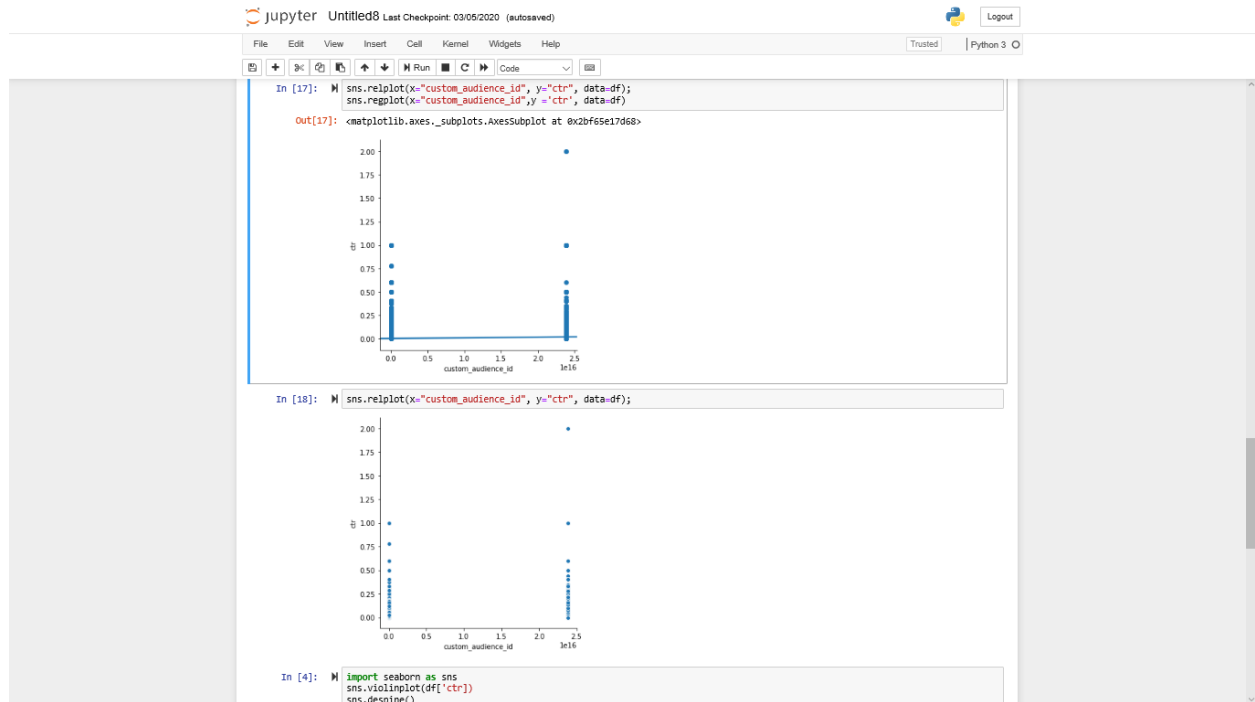 jupyter Untitled8 Last Checkpoint: 03/05/2020 (autosaved)
Logout
File Edit View Insert Cell Kernel Widgets Help
Trusted Python 3
Run Code
In [17]: sns.relplot(x="custom_audience_id", y="ctr", data=df);
sns.regplot(x="custom_audience_id",y ='ctr', data=df)
Out[17]: <matplotlib.axes._subplots.AxesSubplot at 0x2bf65e17d68>
2.00
1.75
1.50
1.25
ctr 1.00
0.75
0.50
0.25
0.00
0.0 0.5 1.0 1.5 2.0 2.5
custom_audience_id 1e16
In [18]: sns.relplot(x="custom_audience_id", y="ctr", data=df);
2.00
1.75
1.50
1.25
ctr 1.00
0.75
0.50
0.25
0.00
0.0 0.5 1.0 1.5 2.0 2.5
custom_audience_id 1e16
In [4]: import seaborn as sns
sns.violinplot(df['ctr])
sns.despine()